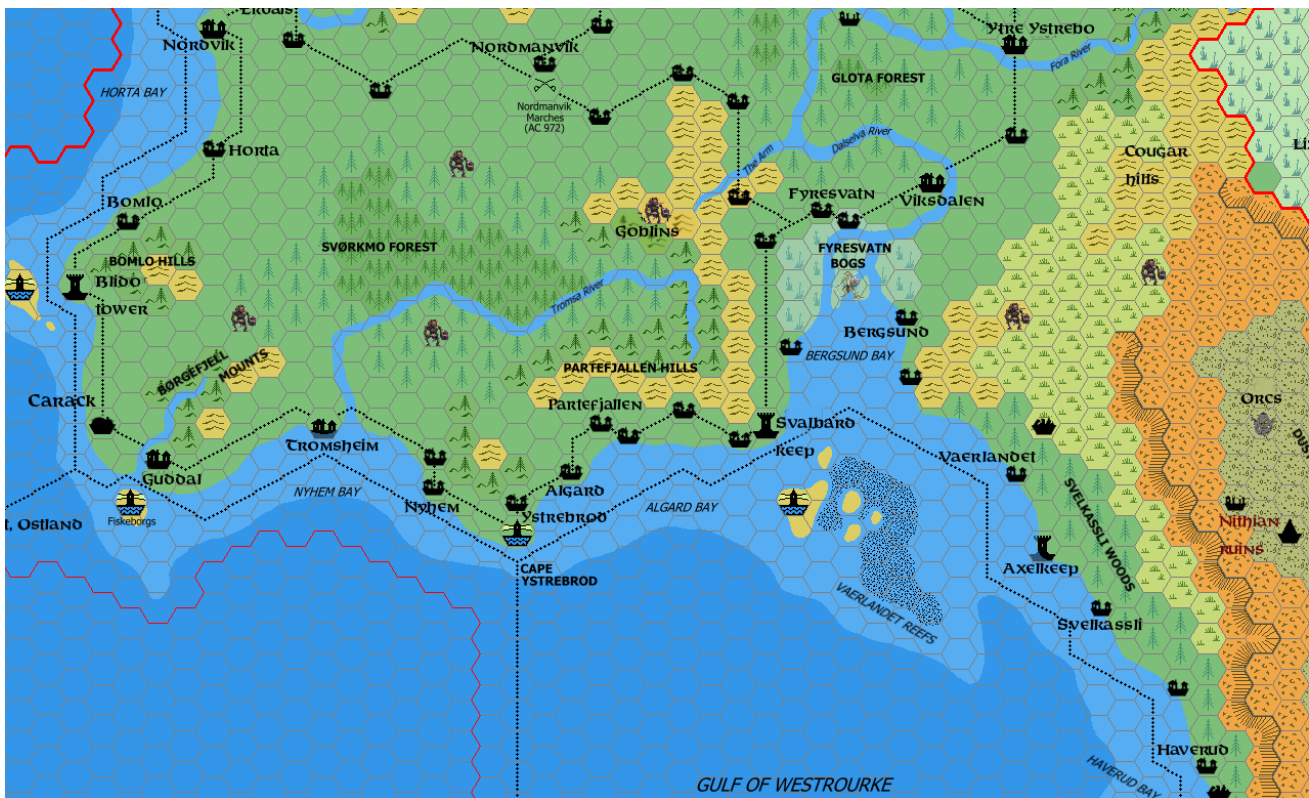 Nordvik
Nordmanvik
Ytre Ystrebo
Fora River
HORTA BAY
GLOTA FOREST
Nordmanvik
Marches
(AC 972)
Dalselva River
Horta
The Arm
Cougar
hills
Bomlo
Fyresvatn
Viksdalen
Goblins
SVØRKMO FOREST
FYRESVATN
BOGS
BOMLO HILLS
Blido
tower
Tromsa River
Bergsund
BERGSUND BAY
BØRGEFJELL
MOUNTS
PARTEFJALLEN HILLS
Carack
Partefjallen
Orcs
Svalbard
keep
Tromsheim
Vaerlandet
Guddal
NYHEM BAY
Nyhem
Algard
ALGARD BAY
SVELKASSLI WOODS
Ystrebrod
Fiskeborgs
t, Ostland
Nithian
ruins
CAPE
YSTREBROD
Axelkeep
VAERLANDET REEFS
Svelkassli
Haverud
HAVERUD BAY
GULF OF WESTROURKE